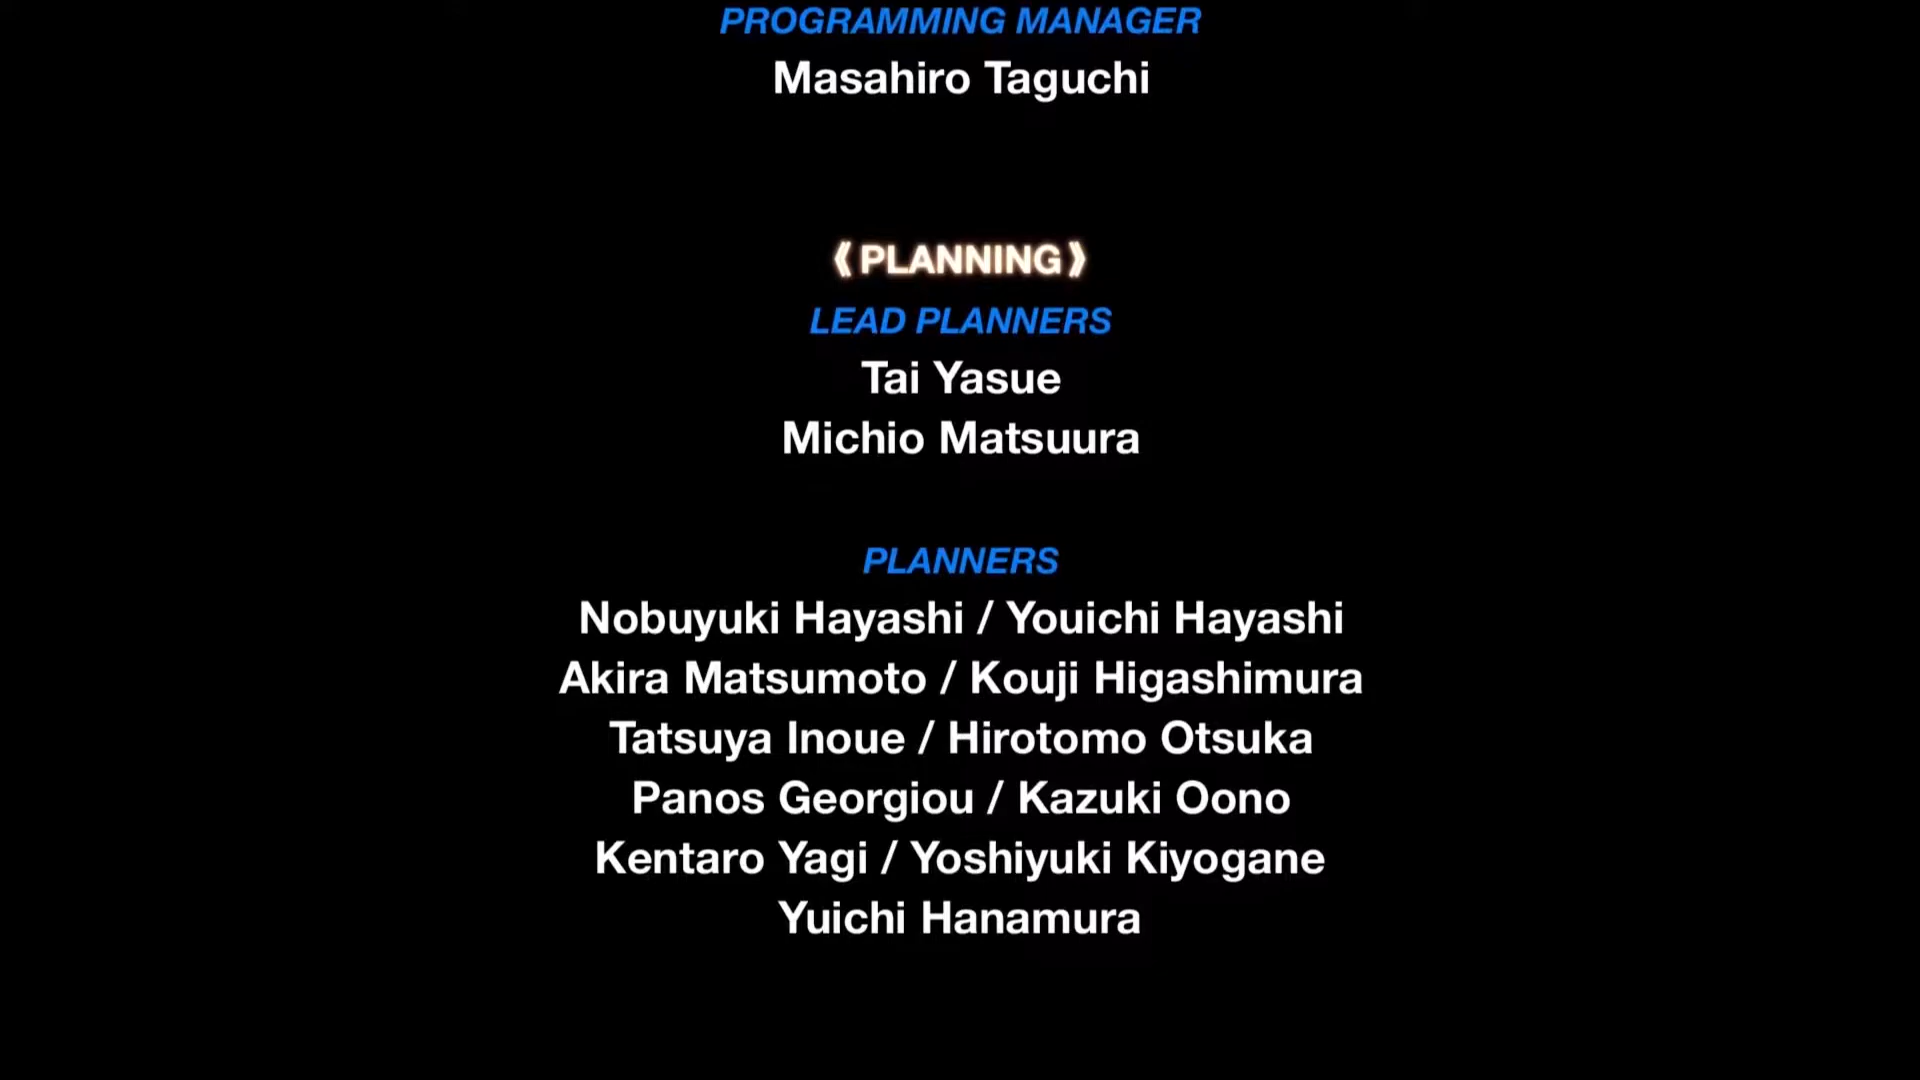 PROGRAMMING MANAGER
Masahiro Taguchi
《PLANNING》
LEAD PLANNERS
Tai Yasue
Michio Matsuura
PLANNERS
Nobuyuki Hayashi / Youichi Hayashi
Akira Matsumoto / Kouji Higashimura
Tatsuya Inoue / Hirotomo Otsuka
Panos Georgiou / Kazuki Oono
Kentaro Yagi / Yoshiyuki Kiyogane
Yuichi Hanamura